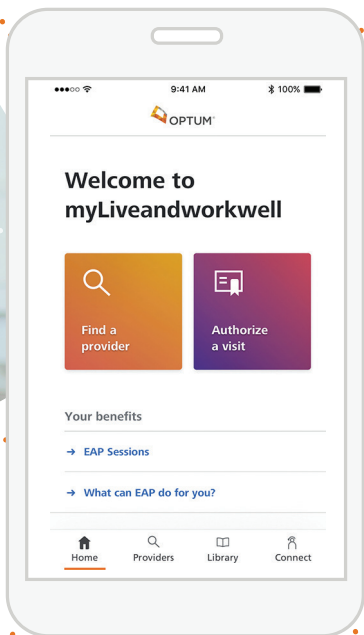 9:41 AM
100%
OPTUM
Welcome to
myLiveandworkwell
Find a
provider
Authorize
a visit
Your benefits
→ EAP Sessions
→ What can EAP do for you?
Home
Providers
Library
Connect